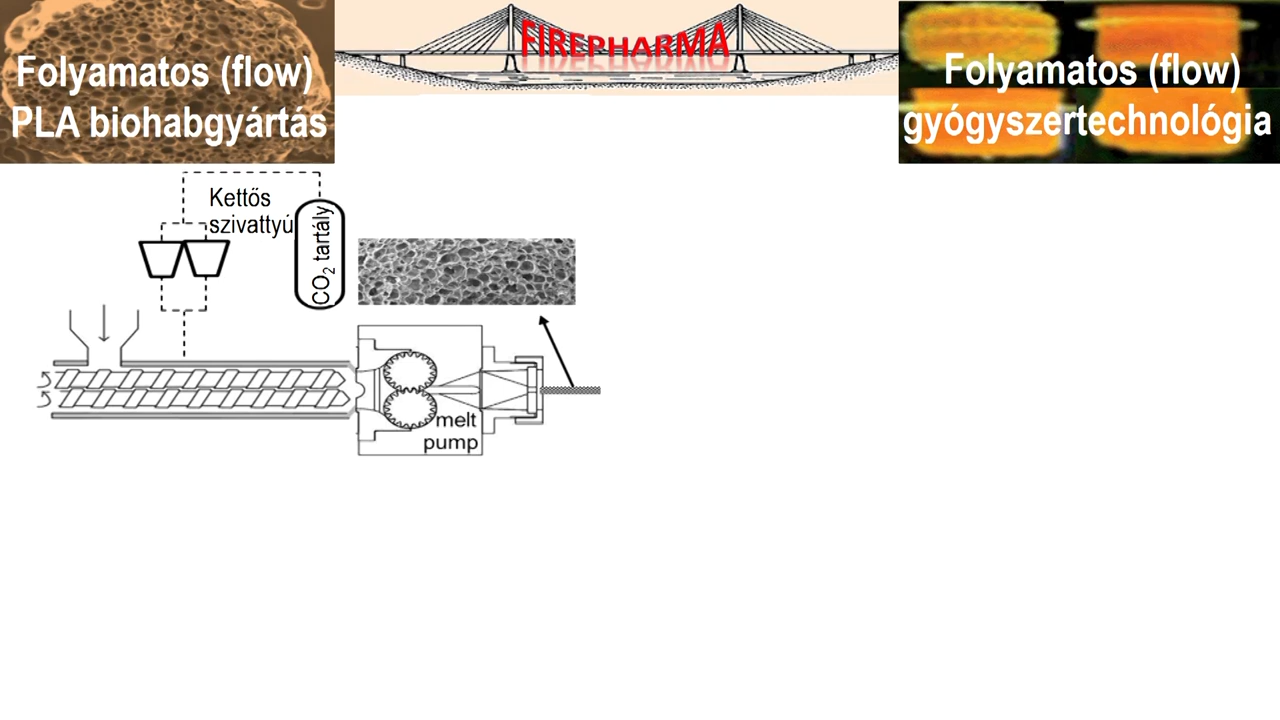 Folyamatos (flow)
PLA biohabgyártás
FIREPHARMA
Folyamatos (flow)
gyógyszertechnológia
Kettős
szivattyú
CO2 tartály
melt
pump